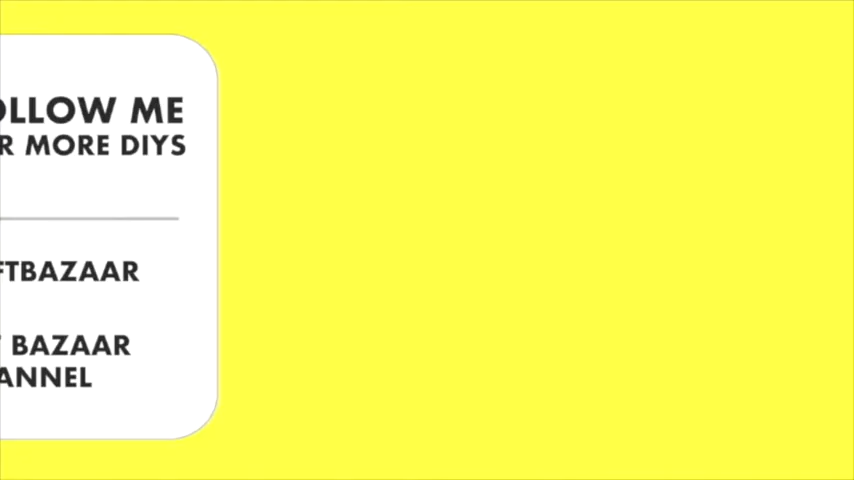 OLLOW ME
R MORE DIYS
FTBAZAAR
BAZAAR
ANNEL